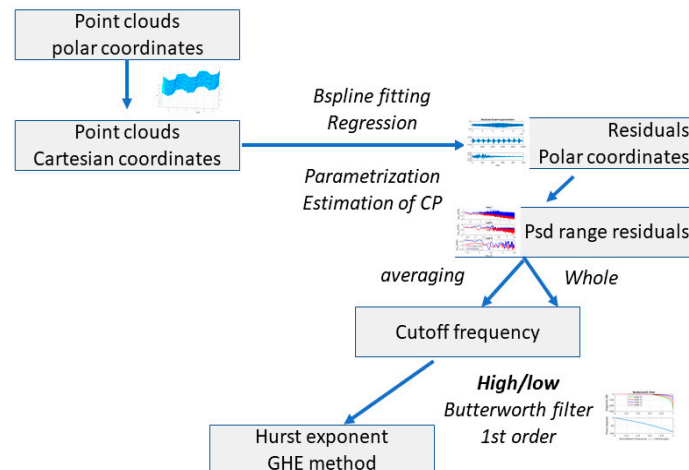 Point clouds
polar coordinates
Point clouds
Cartesian coordinates
Bspline fitting
Regression
Parametrization
Estimation of CP
Residuals
Polar coordinates
Psd range residuals
averaging
Whole
Cutoff frequency
High/low
Butterworth filter
1st order
Hurst exponent
GHE method